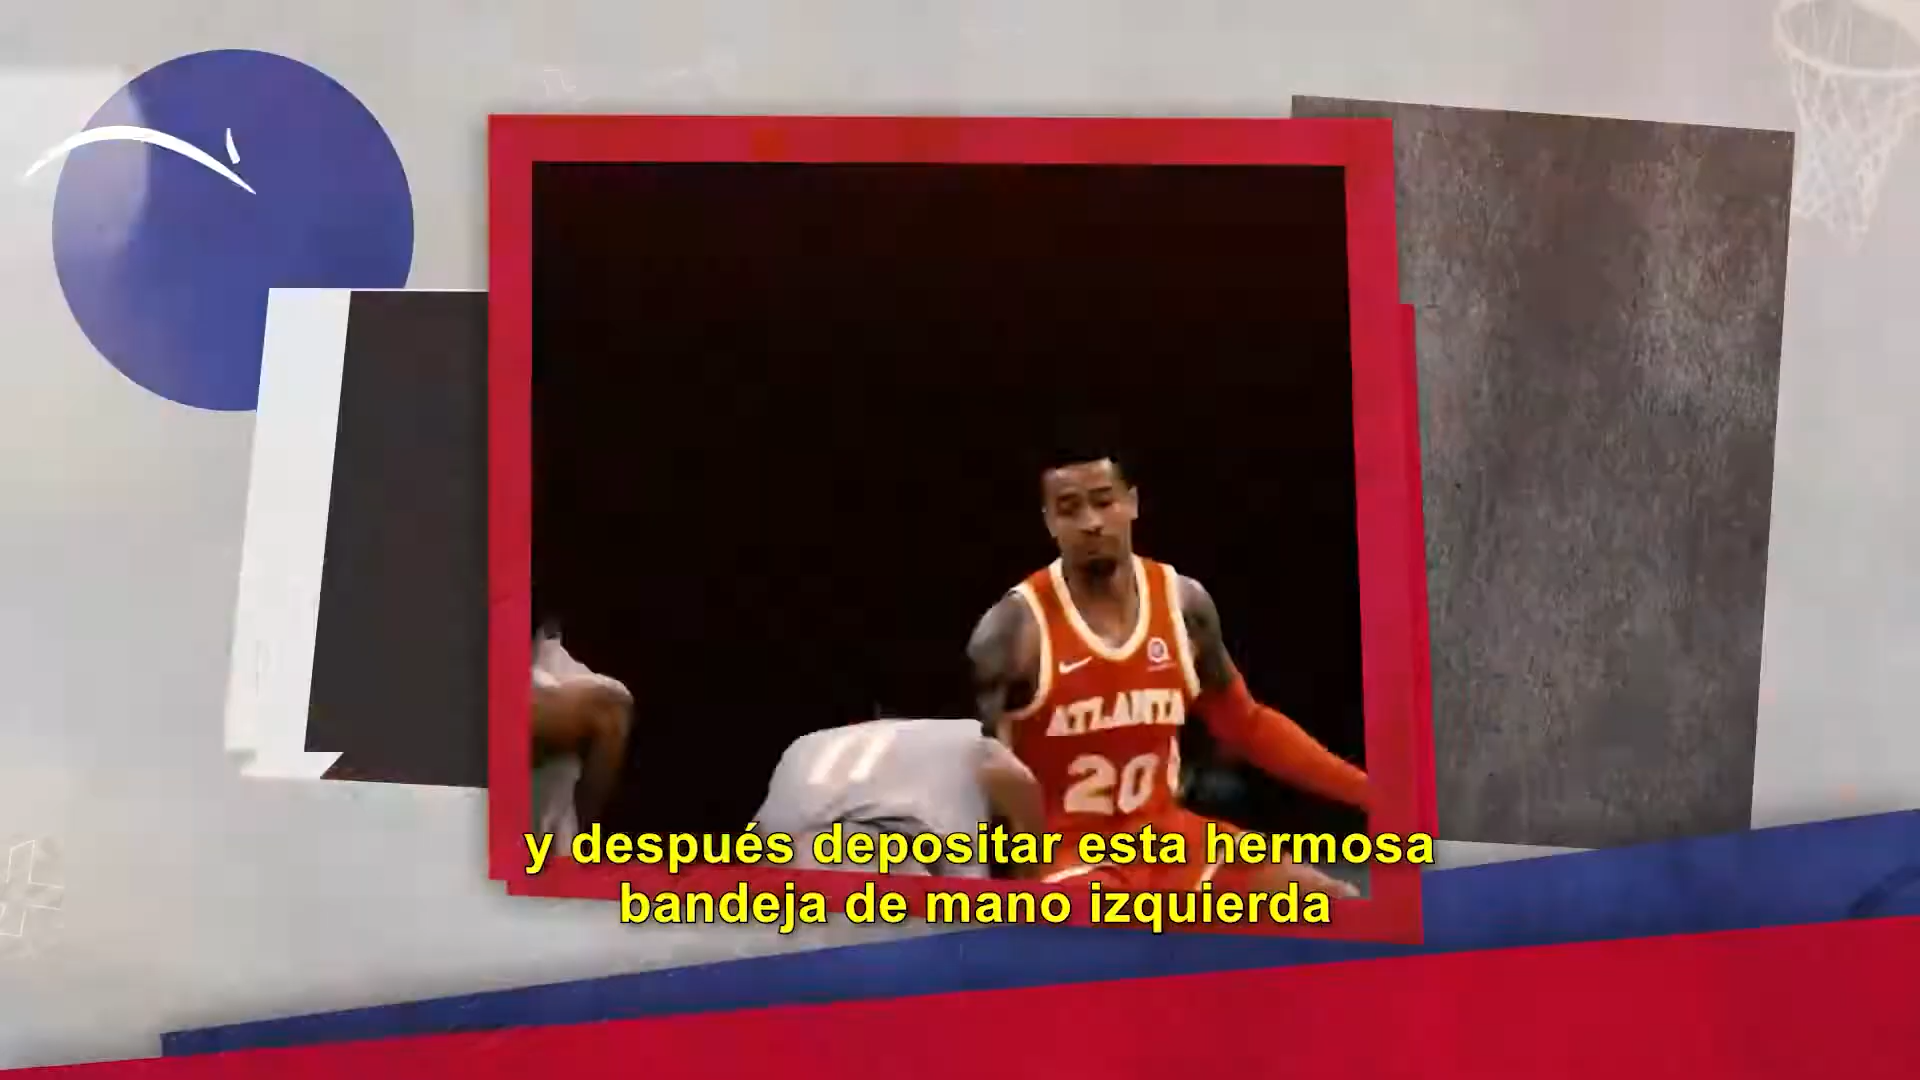 ATLANTA
20
y después depositar esta hermosa
bandeja de mano izquierda